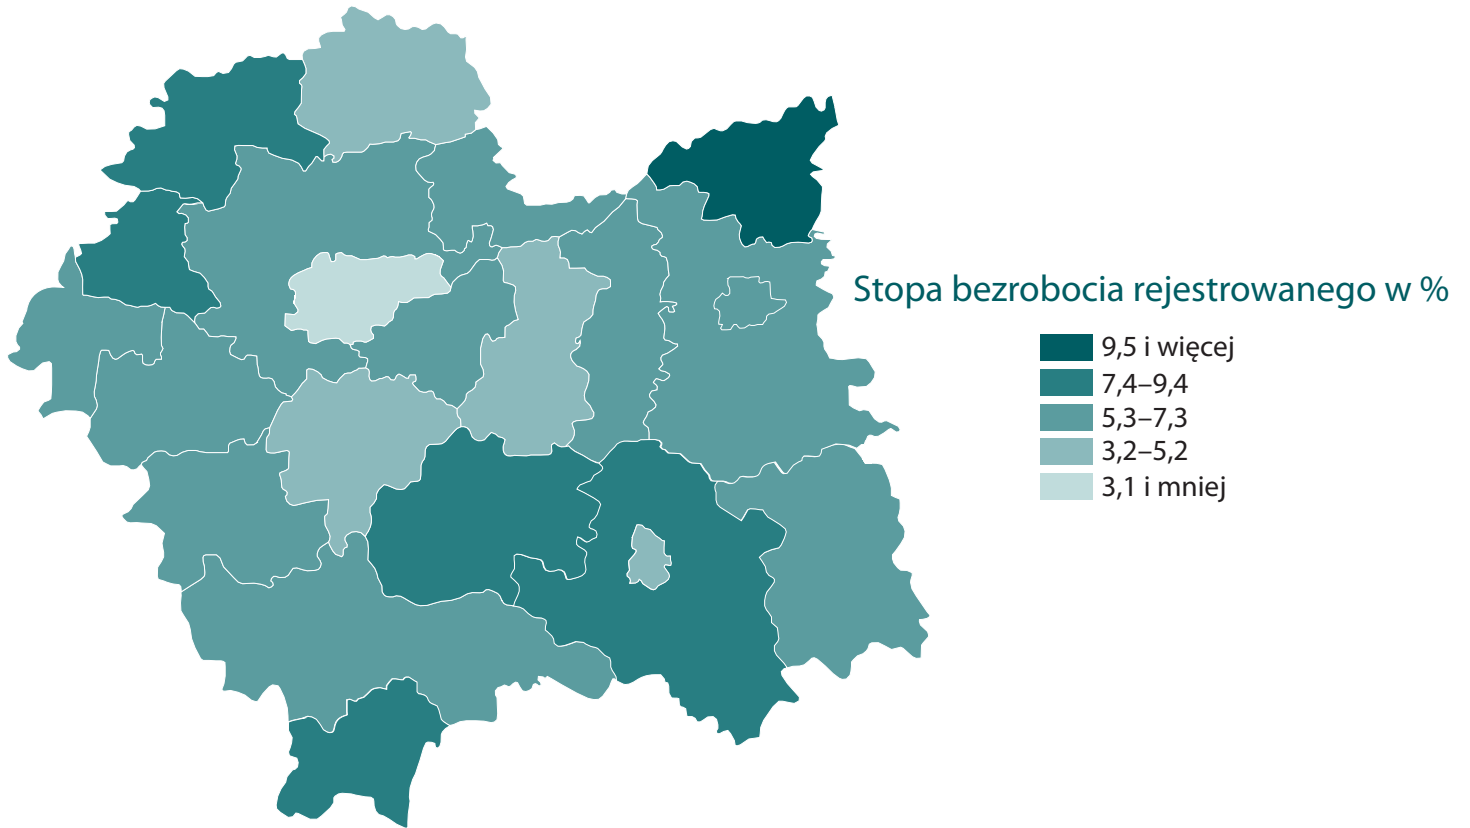 Stopa bezrobocia rejestrowanego w %
9,5 i więcej
7,4–9,4
5,3–7,3
3,2–5,2
3,1 i mniej